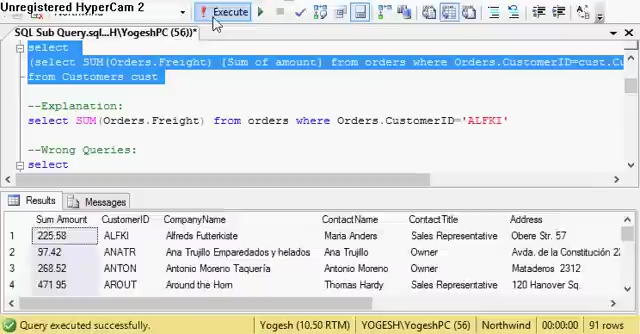 Unregistered HyperCam 2
Execute
SQL Sub Query.sql...H\YogeshPC (56))*
select
(select SUM(Orders.Freight) [Sum of amount] from orders where Orders.CustomerID=cust.Cu
from Customers cust
--Explanation:
select SUM(Orders.Freight) from orders where Orders.CustomerID='ALFKI'
--Wrong Queries:
select
Results Messages
Sum Amount CustomerID CompanyName ContactName ContactTitle Address
1 225.58 ALFKI Alfreds Futterkiste Maria Anders Sales Representative Obere Str. 57
2 97.42 ANATR Ana Trujillo Emparedados y helados Ana Trujillo Owner Avda. de la Constitución 22
3 268.52 ANTON Antonio Moreno Taquería Antonio Moreno Owner Mataderos 2312
4 471.95 AROUT Around the Horn Thomas Hardy Sales Representative 120 Hanover Sq.
Query executed successfully. Yogesh (10.50 RTM) YOGESH\YogeshPC (56) Northwind 00:00:00 91 rows